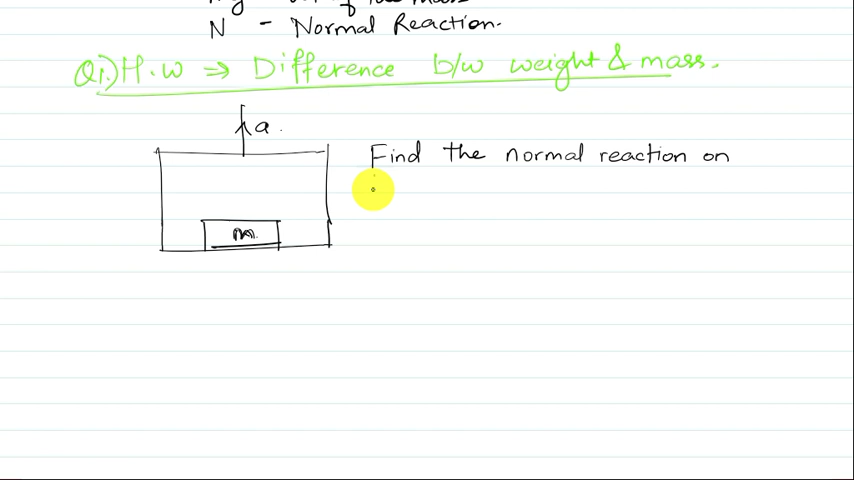 N - Normal Reaction.
Q1.) H.W ⇒ Difference b/w weight & mass.
a.
Find the normal reaction on
m.